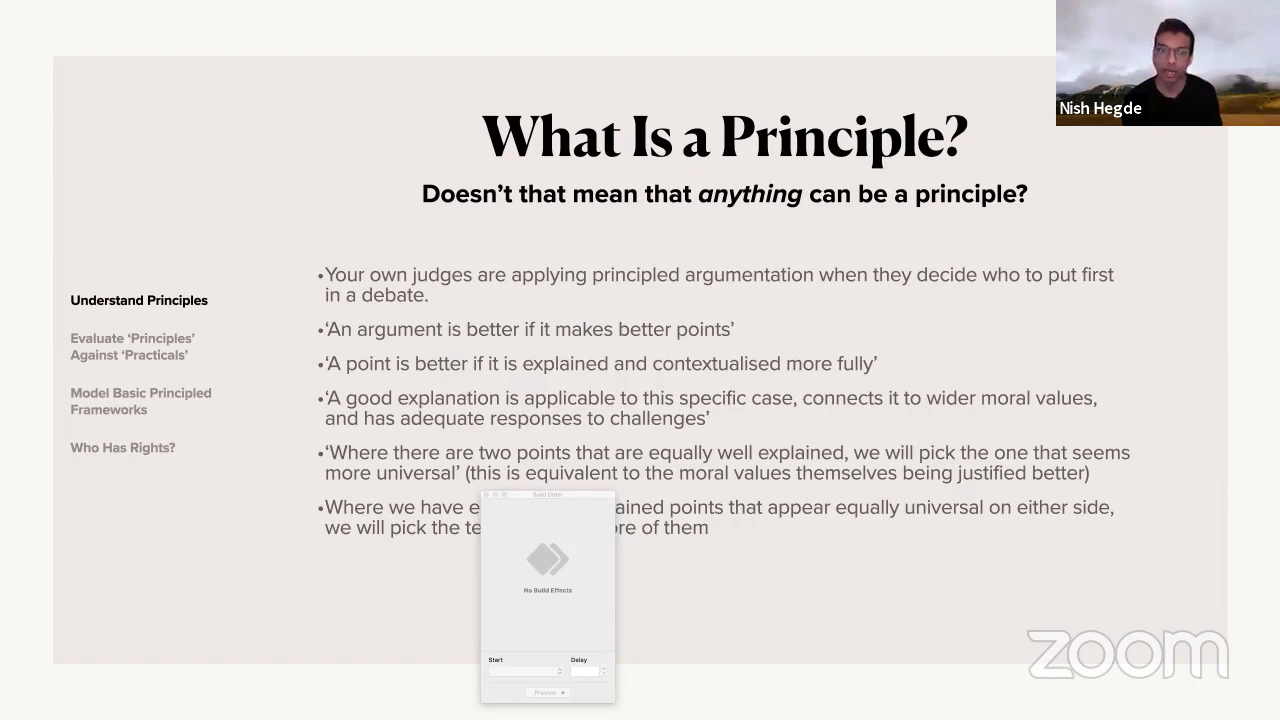 What Is a Principle?
Doesn’t that mean that anything can be a principle?
Nish Hegde
Understand Principles
Evaluate ‘Principles’
Against ‘Practicals’
Model Basic Principled
Frameworks
Who Has Rights?
•Your own judges are applying principled argumentation when they decide who to put first
in a debate.
•‘An argument is better if it makes better points’
•‘A point is better if it is explained and contextualised more fully’
•‘A good explanation is applicable to this specific case, connects it to wider moral values,
and has adequate responses to challenges’
•‘Where there are two points that are equally well explained, we will pick the one that seems
more universal’ (this is equivalent to the moral values themselves being justified better)
•Where we have points that appear equally universal on either side,
we will pick the of them
Build Order
No Build Effects
Start
Delay
Preview
zoom